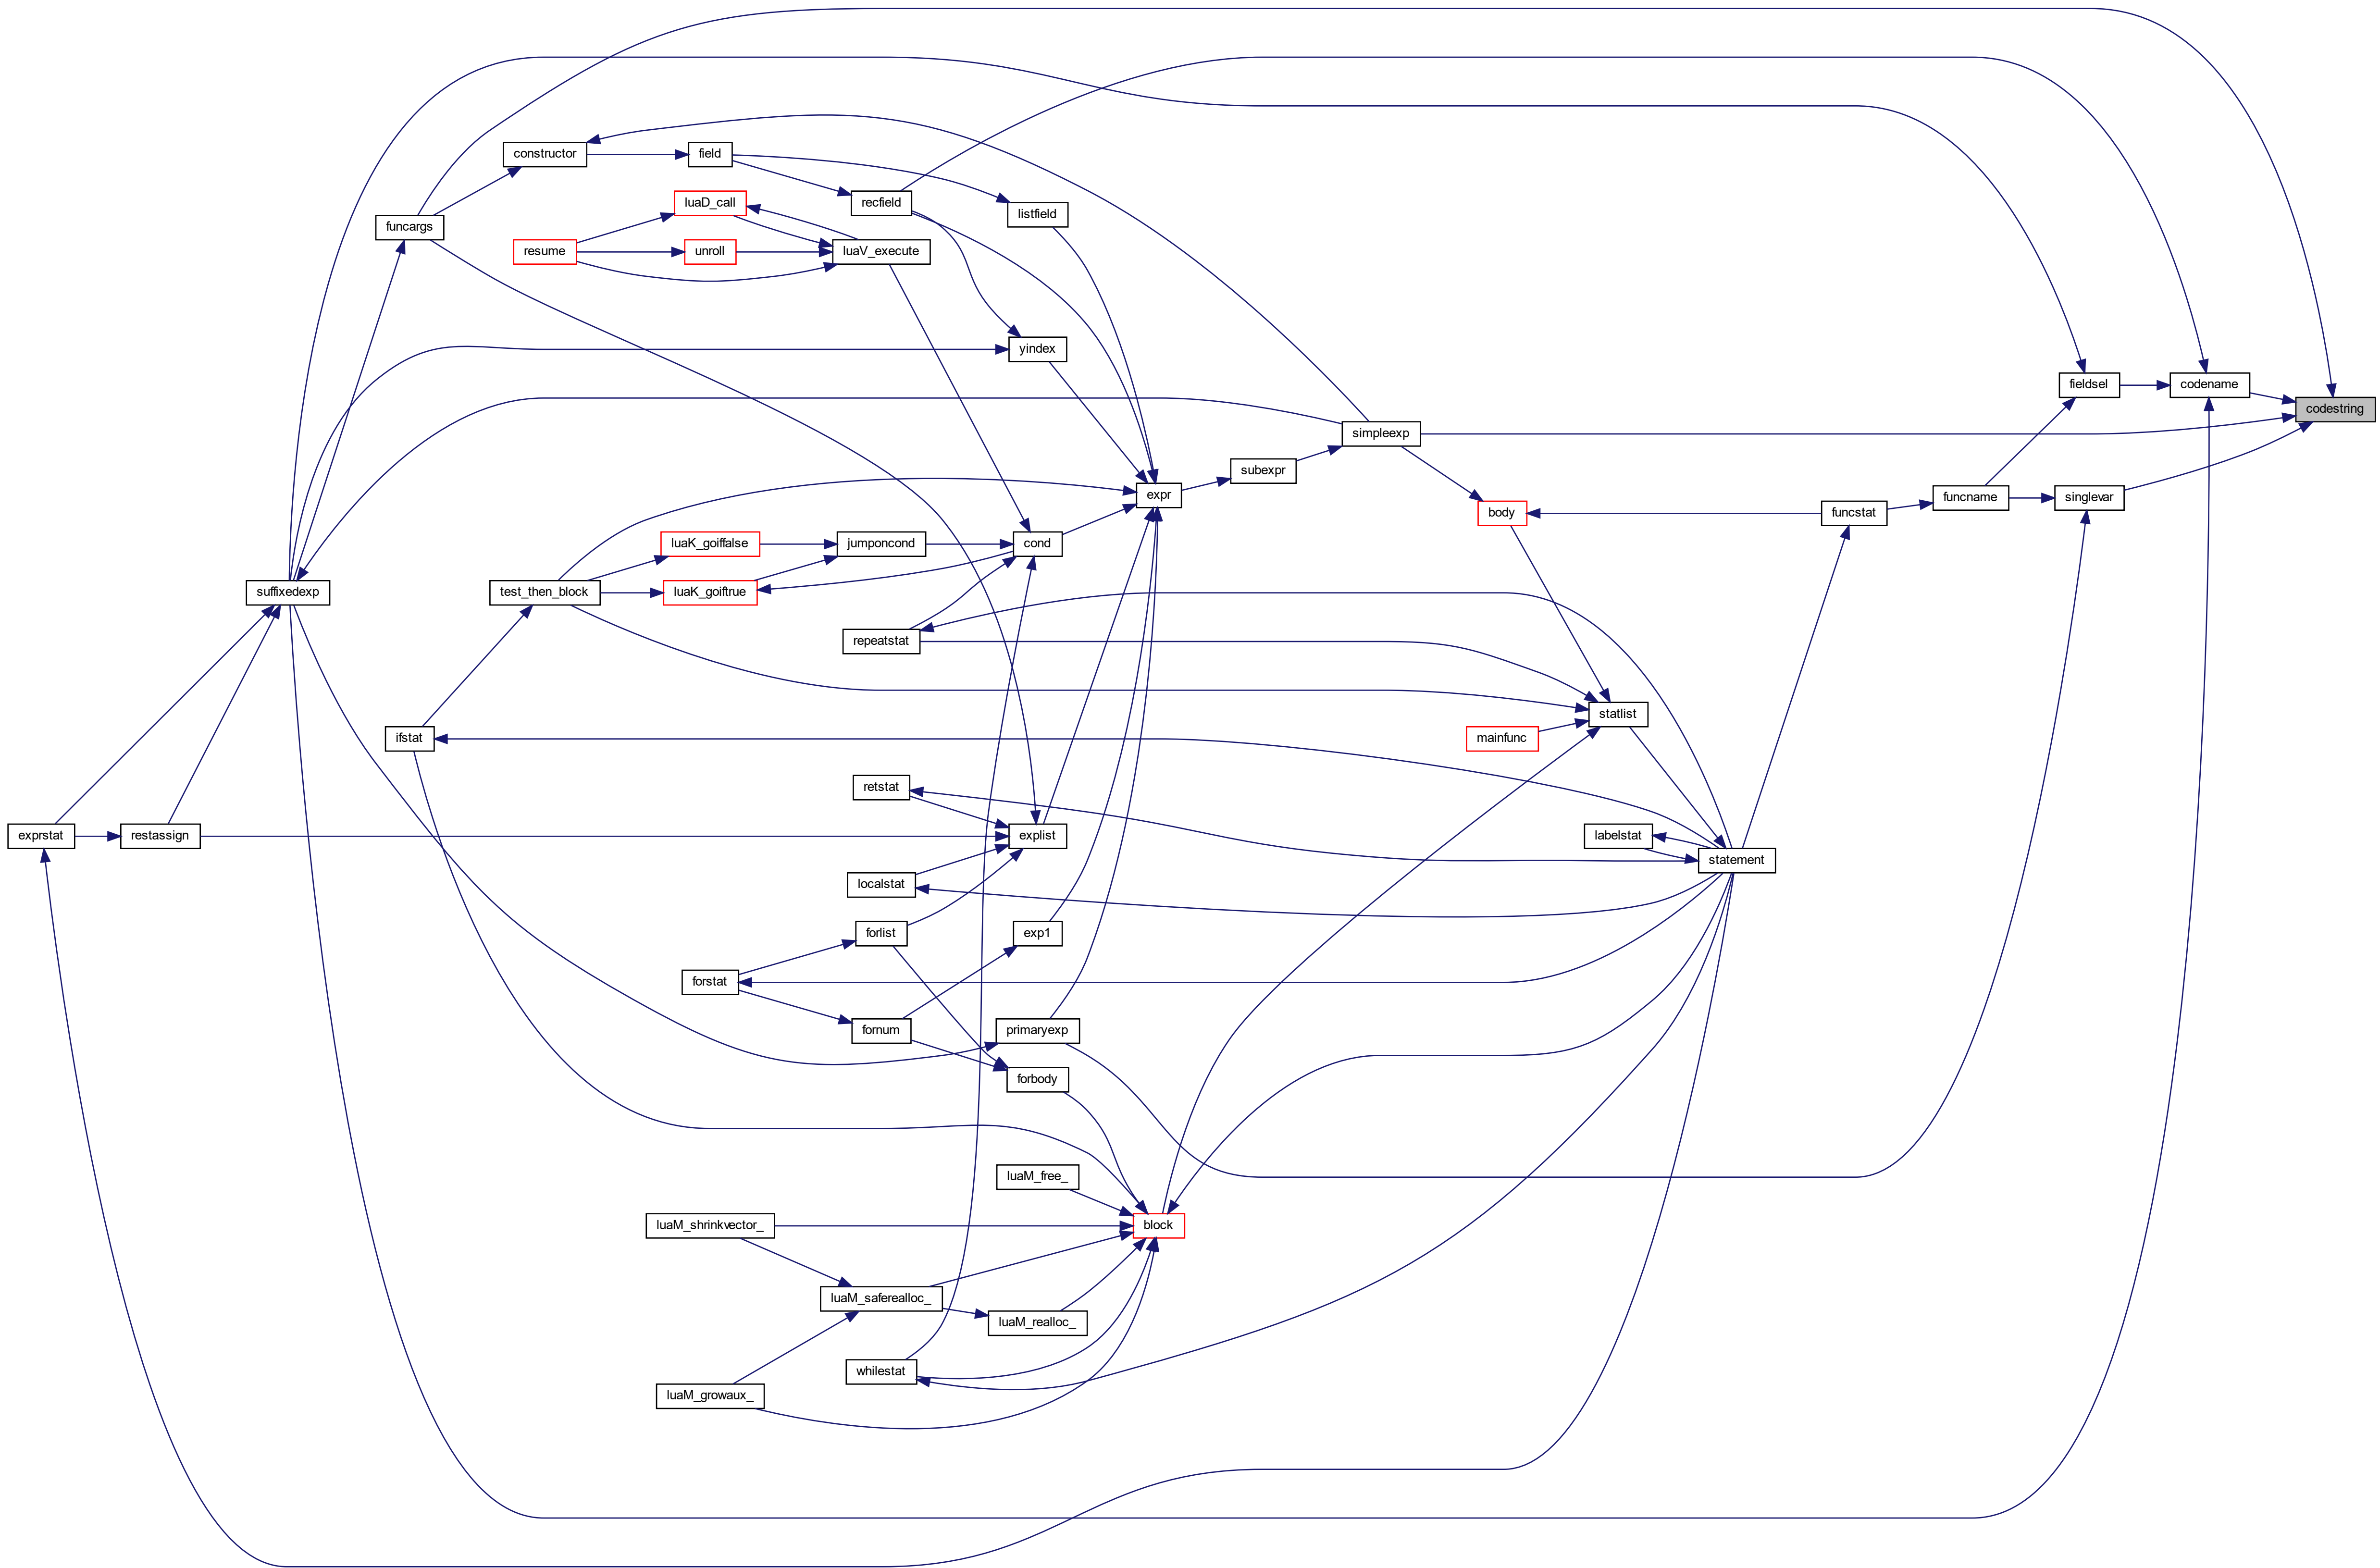 constructor
field
luaD_call
recfield
listfield
funcargs
resume
unroll
luaV_execute
yindex
fieldsel
codename
codestring
simpleexp
subexpr
expr
funcname
singlevar
body
funcstat
luaK_goiffalse
jumponcond
cond
suffixedexp
test_then_block
luaK_goiftrue
repeatstat
statlist
ifstat
mainfunc
retstat
exprstat
restassign
explist
labelstat
statement
localstat
forlist
exp1
forstat
fornum
primaryexp
forbody
luaM_free_
luaM_shrinkvector_
block
luaM_saferealloc_
luaM_realloc_
whilestat
luaM_growaux_